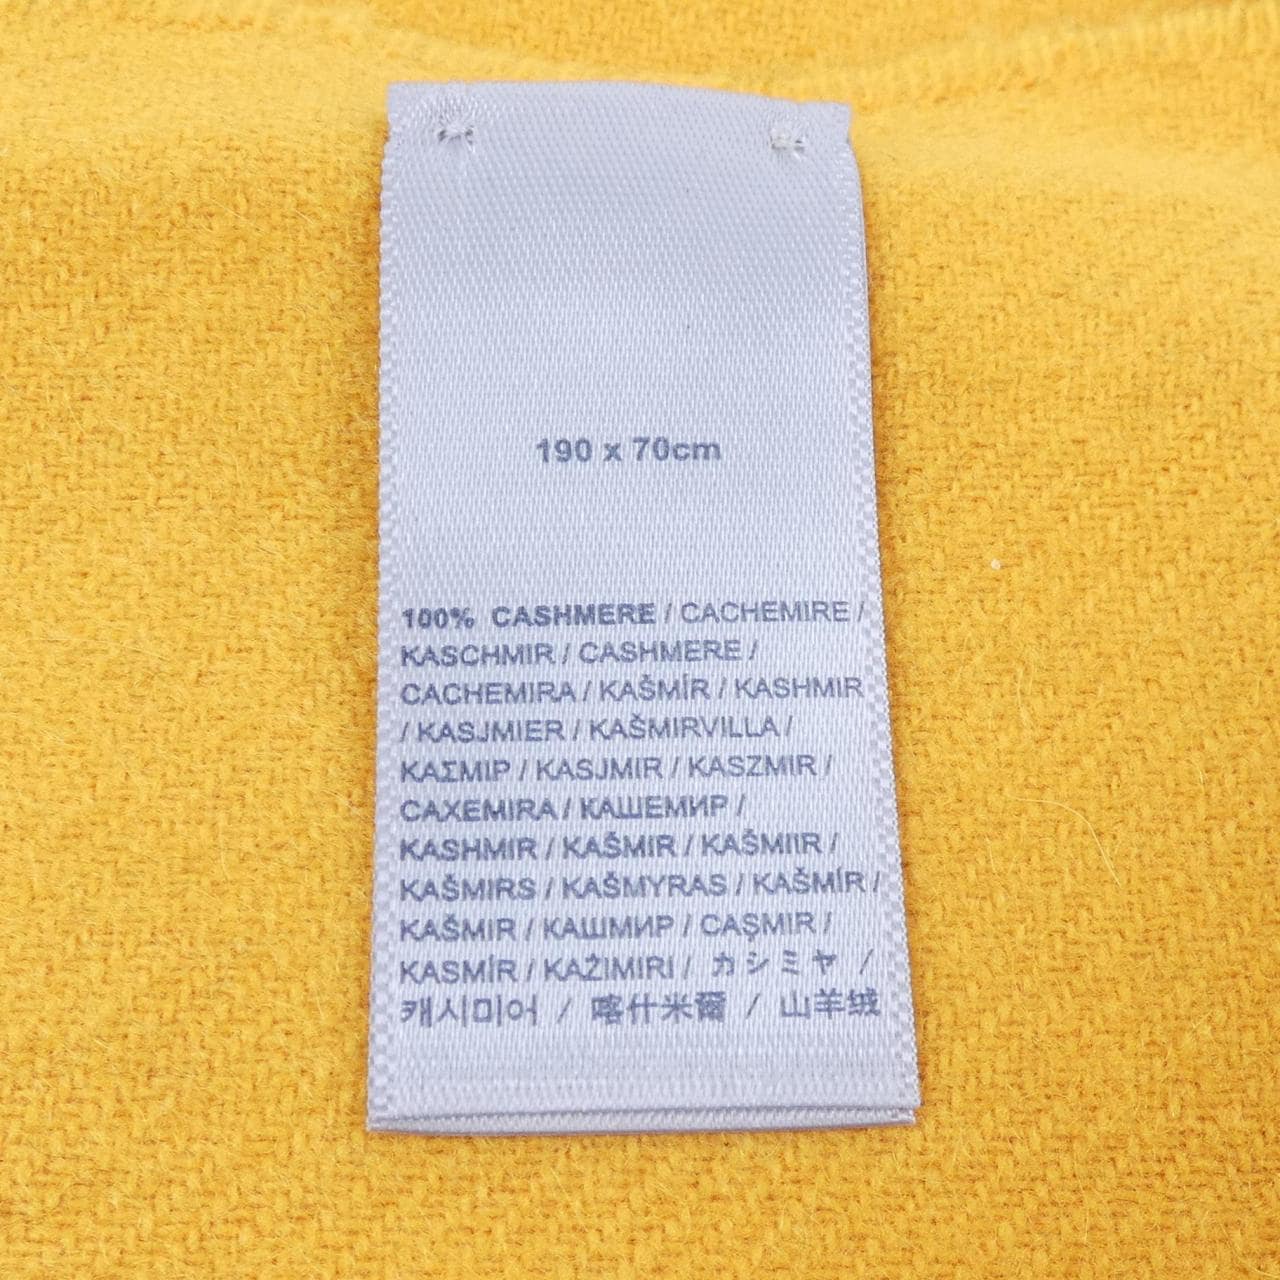 190 x 70cm
100% CASHMERE / CACHEMIRE /
KASCHMIR / CASHMERE /
CACHEMIRA / KAŠMÍR / KASHMIR
/ KASJMIER / KAŠMIRVILLA /
ΚΑΣΜΙΡ / KASJMIR / KASZMIR /
CAXEMIRA / КАШЕМИР /
KASHMIR / KAŠMIR / KAŠMIIR /
KAŠMIRS / KAŠMYRAS / KAŠMÍR /
KAŠMIR / КАШМИР / CAŞMIR /
KASMİR / KAŻIMIRI / カシミヤ /
캐시미어 / 喀什米爾 / 山羊绒